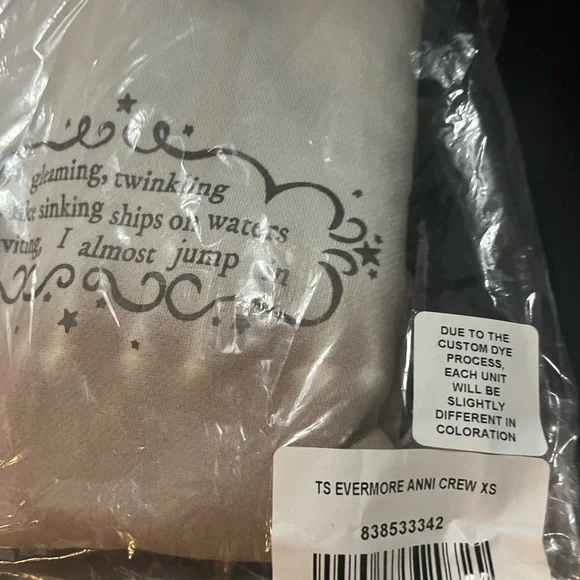 gleaming, twinkling
like sinking ships on waters
I almost jump in
DUE TO THE
CUSTOM DYE
PROCESS,
EACH UNIT
WILL BE
SLIGHTLY
DIFFERENT IN
COLORATION
TS EVERMORE ANNI CREW XS
838533342